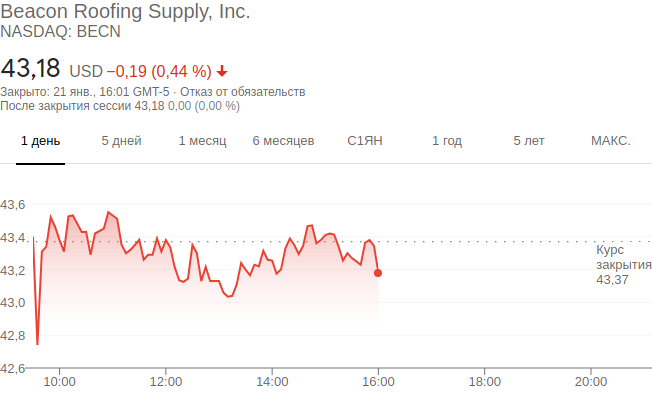 Beacon Roofing Supply, Inc.
NASDAQ: BECN
43,18 USD −0,19 (0,44 %)
Закрыто: 21 янв., 16:01 GMT-5 · Отказ от обязательств
После закрытия сессии 43,18 0,00 (0,00 %)
1 день 5 дней 1 месяц 6 месяцев С1ЯН 1 год 5 лет МАКС.
43,6
43,4
Курс
закрытия
43,37
43,2
43,0
42,8
42,6
10:00 12:00 14:00 16:00 18:00 20:00